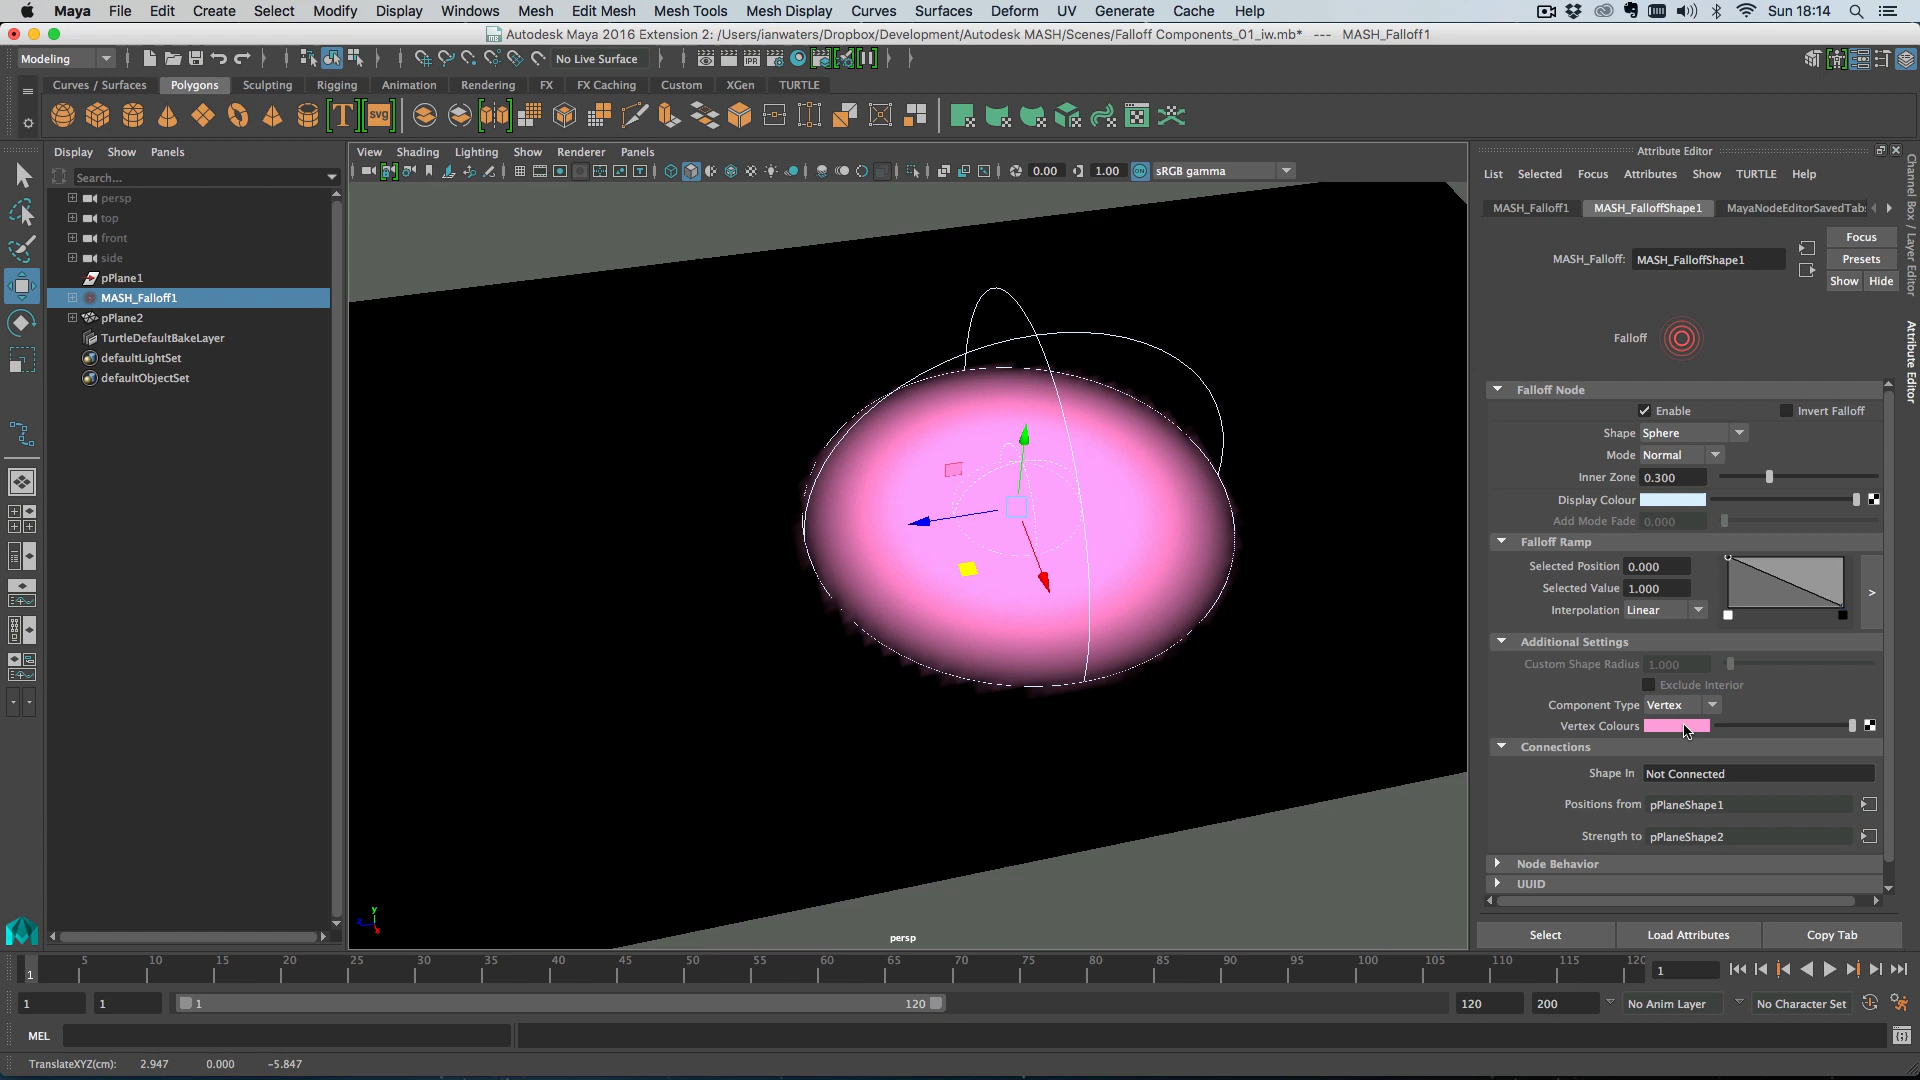 Maya File Edit Create Select Modify Display Windows Mesh Edit Mesh Mesh Tools Mesh Display Curves Surfaces Deform UV Generate Cache Help Sun 18:14
Autodesk Maya 2016 Extension 2: /Users/ianwaters/Dropbox/Development/Autodesk MASH/Scenes/Falloff Components_01_iw.mb* --- MASH_Falloff1
Modeling No Live Surface IPR
Curves / Surfaces Polygons Sculpting Rigging Animation Rendering FX FX Caching Custom XGen TURTLE
T SVG
Display Show Panels
View Shading Lighting Show Renderer Panels
Attribute Editor
Search...
0.00 1.00 ON sRGB gamma
List Selected Focus Attributes Show TURTLE Help
persp
top
front
side
pPlane1
MASH_Falloff1
pPlane2
TurtleDefaultBakeLayer
defaultLightSet
defaultObjectSet
MASH_Falloff1 MASH_FalloffShape1 MayaNodeEditorSavedTabs
Focus
MASH_Falloff: MASH_FalloffShape1 Presets
Show Hide
Falloff
Falloff Node
Enable Invert Falloff
Shape Sphere
Mode Normal
Inner Zone 0.300
Display Colour
Add Mode Fade 0.000
Falloff Ramp
Selected Position 0.000
Selected Value 1.000 >
Interpolation Linear
Additional Settings
Custom Shape Radius 1.000
Exclude Interior
Component Type Vertex
Vertex Colours
Connections
Shape In Not Connected
Positions from pPlaneShape1
Strength to pPlaneShape2
Node Behavior
UUID
Select Load Attributes Copy Tab
Channel Box / Layer Editor
Attribute Editor
y
z
x
persp
1 5 10 15 20 25 30 35 40 45 50 55 60 65 70 75 80 85 90 95 100 105 110 115 120 1
1 1 1 120 120 200 No Anim Layer No Character Set
MEL
TranslateXYZ(cm): 2.947 0.000 -5.847